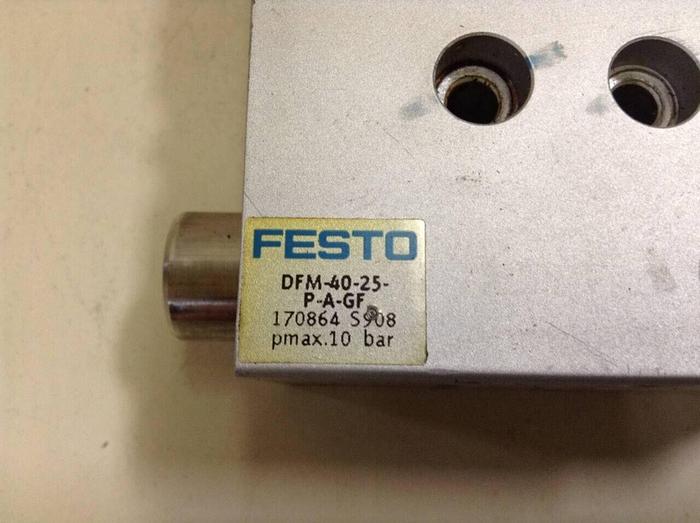 FESTO
DFM-40-25-
P-A-GF
170864 S908
pmax.10 bar